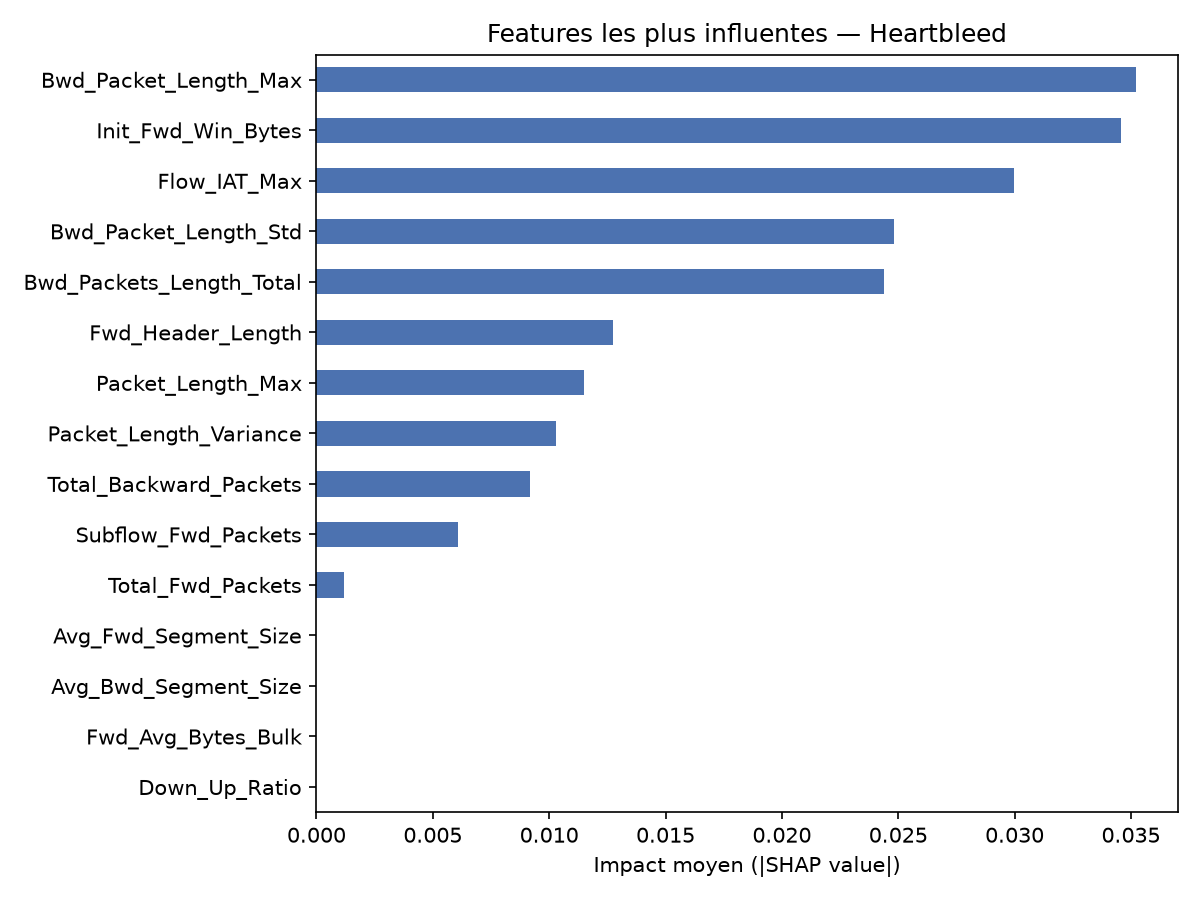 Features les plus influentes — Heartbleed
Bwd_Packet_Length_Max
Init_Fwd_Win_Bytes
Flow_IAT_Max
Bwd_Packet_Length_Std
Bwd_Packets_Length_Total
Fwd_Header_Length
Packet_Length_Max
Packet_Length_Variance
Total_Backward_Packets
Subflow_Fwd_Packets
Total_Fwd_Packets
Avg_Fwd_Segment_Size
Avg_Bwd_Segment_Size
Fwd_Avg_Bytes_Bulk
Down_Up_Ratio
0.000 0.005 0.010 0.015 0.020 0.025 0.030 0.035
Impact moyen (|SHAP value|)